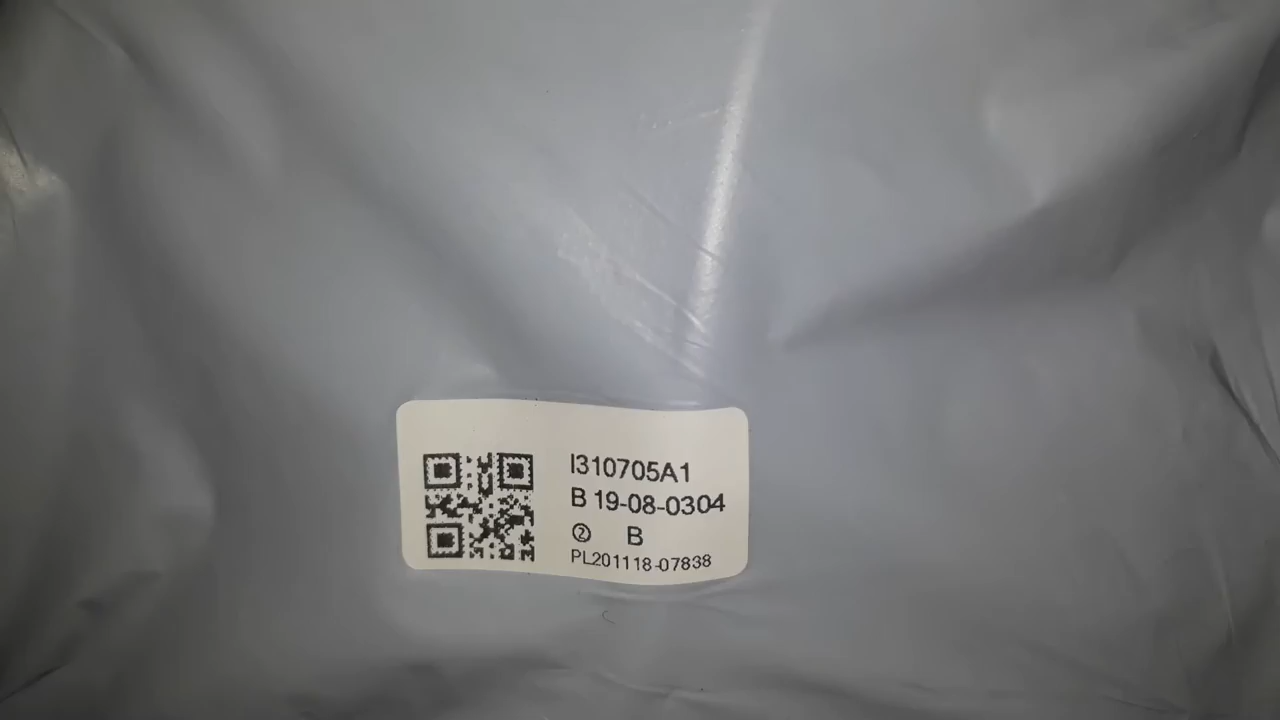 I310705A1
B 19-08-0304
② B
PL201118-07838